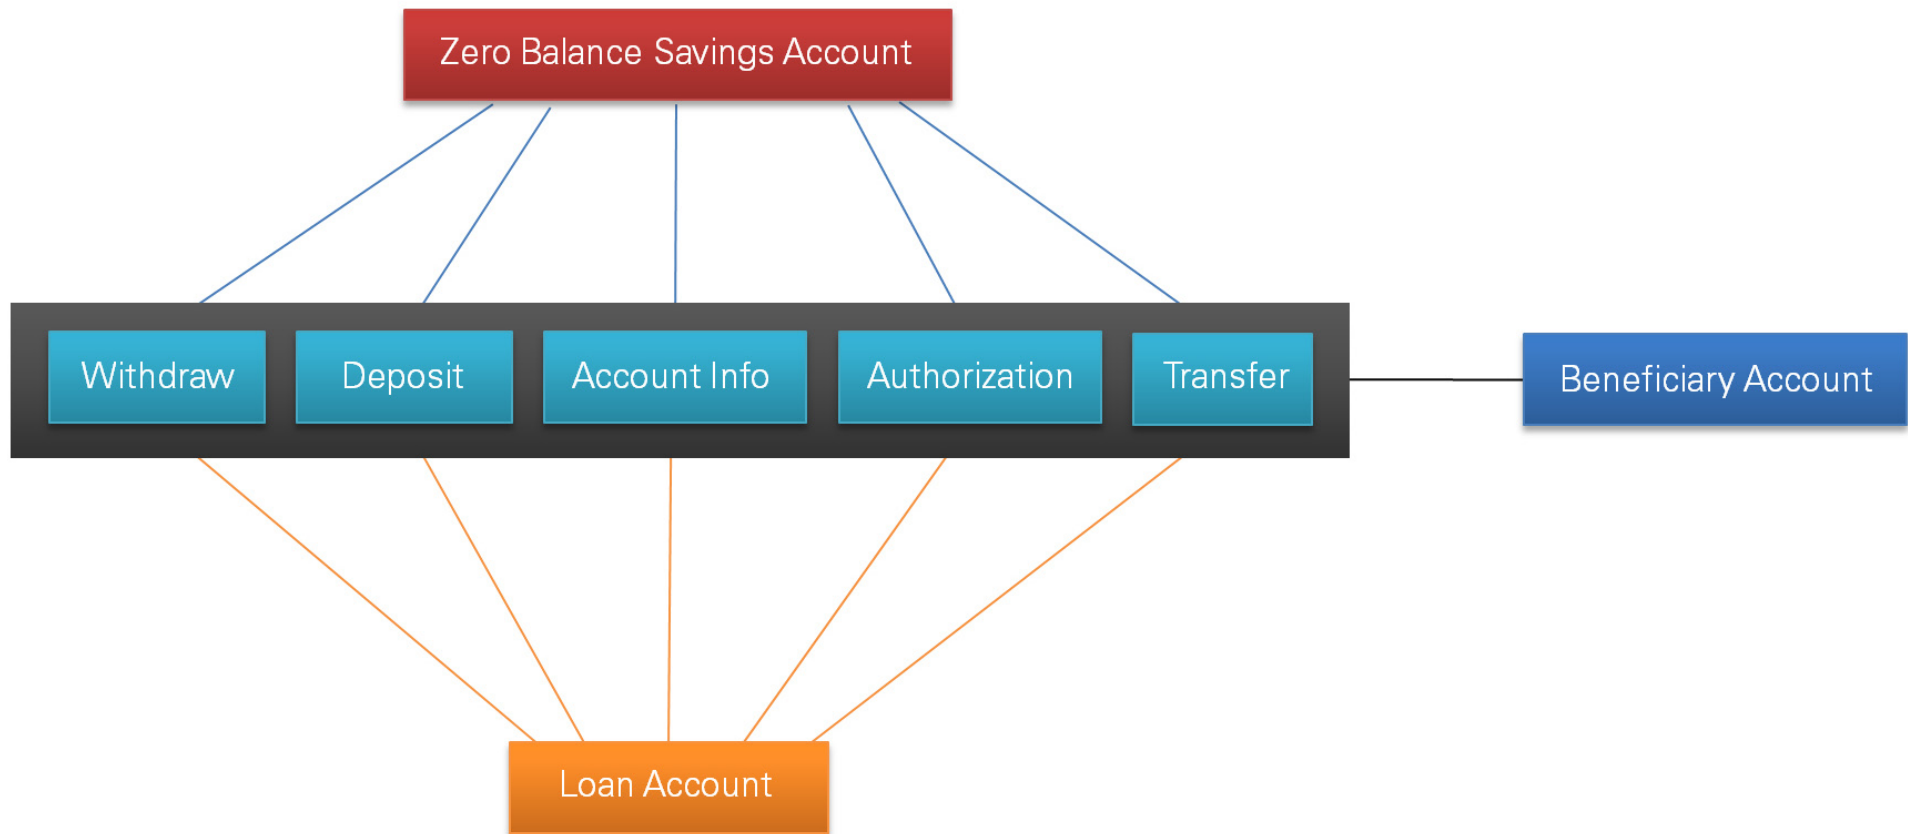 Zero Balance Savings Account
Withdraw
Deposit
Account Info
Authorization
Transfer
Beneficiary Account
Loan Account